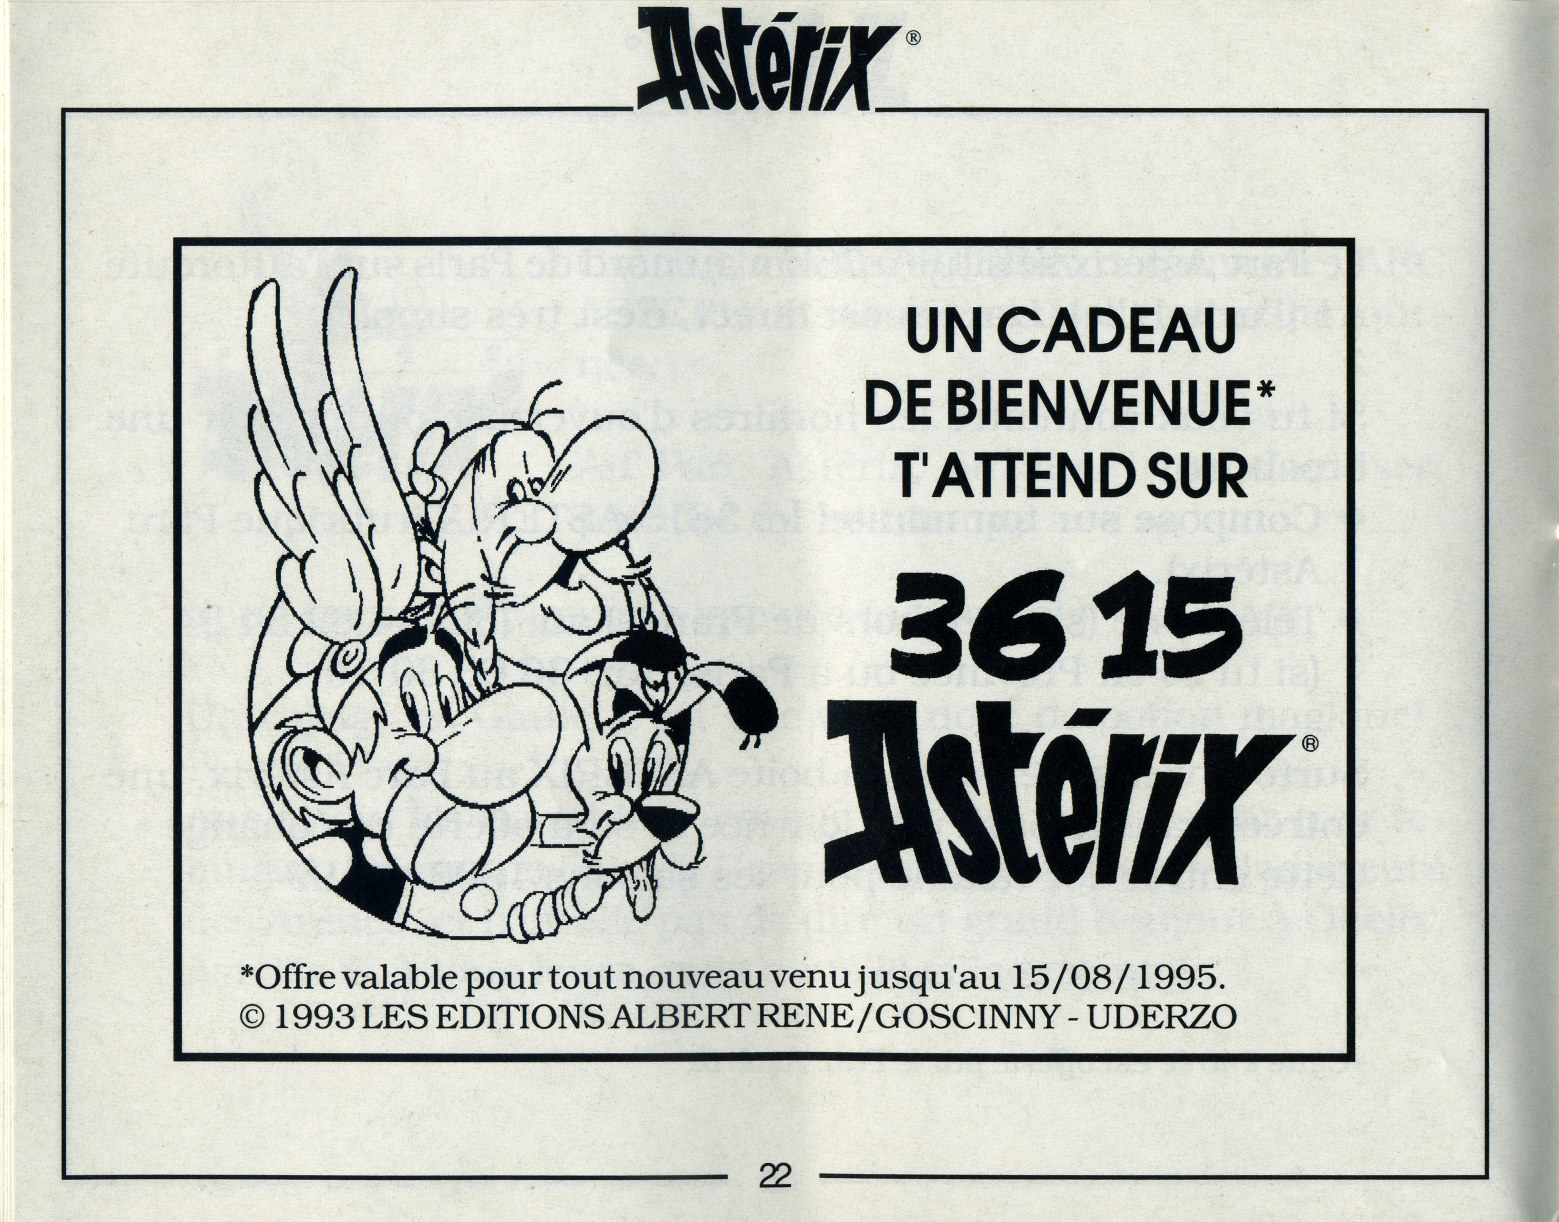 Astérix®
UN CADEAU
DE BIENVENUE*
T'ATTEND SUR
36 15
Astérix®
*Offre valable pour tout nouveau venu jusqu'au 15/08/1995.
© 1993 LES EDITIONS ALBERT RENE/GOSCINNY - UDERZO
22